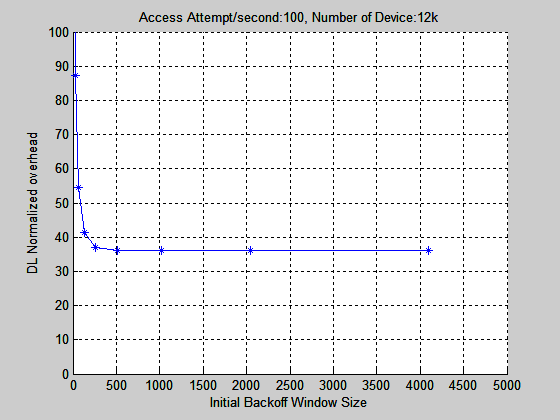 Access Attempt/second:100, Number of Device:12k
100
90
80
70
60
50
40
30
20
10
0
DL Normalized overhead
0 500 1000 1500 2000 2500 3000 3500 4000 4500 5000
Initial Backoff Window Size